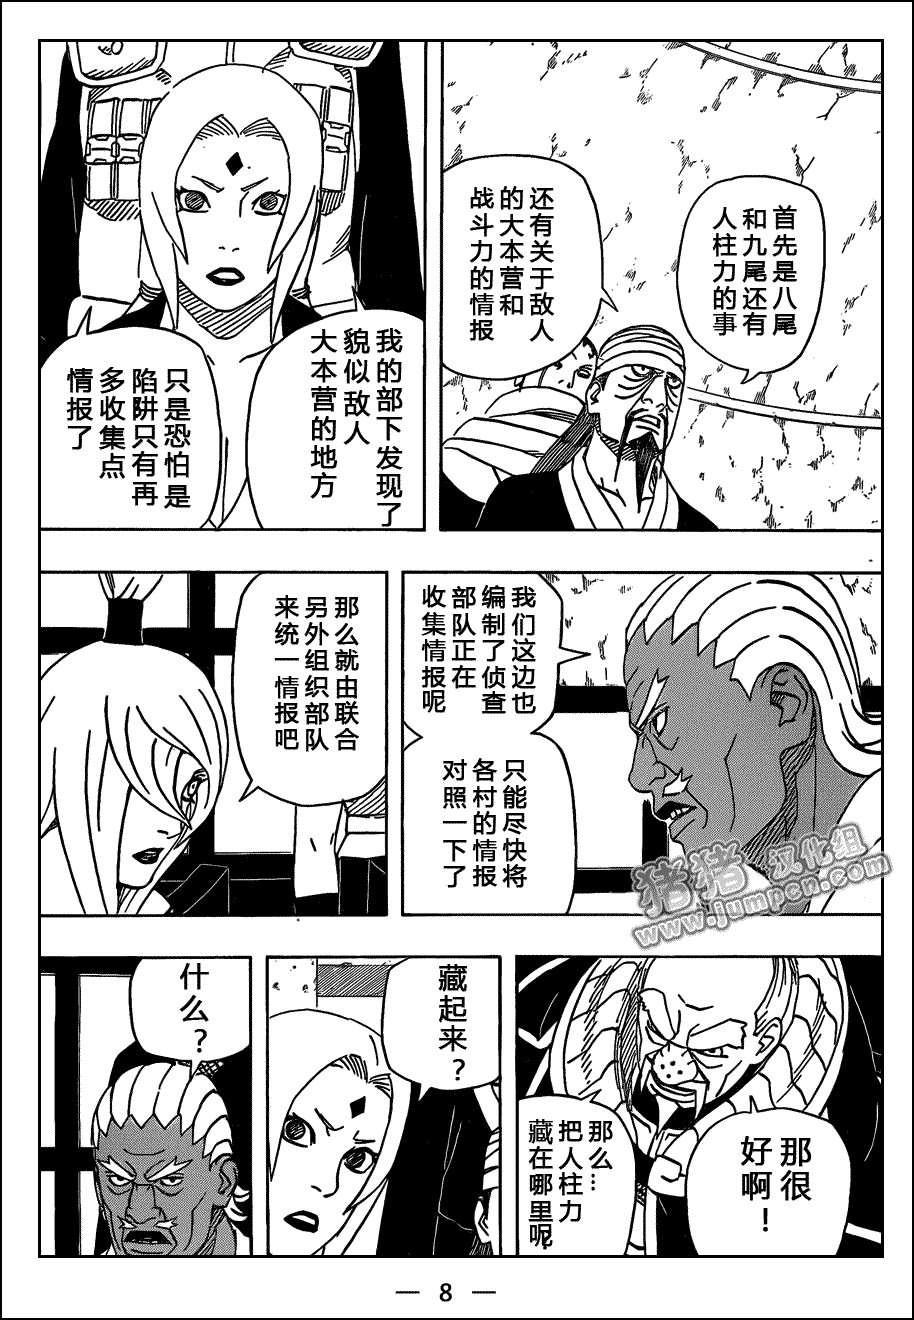 首先是八尾
和九尾还有
人柱力的事
还有关于敌人
的大本营和
战斗力的情报
我的部下发现了
貌似敌人
大本营的地方
只是恐怕是
陷阱只有再
多收集点
情报了
我们这边也
编制了侦查
部队正在
收集情报呢
只能尽快将
各村的情报
对照一下了
那么就由联合
另外组织部队
来统一情报吧
猪猪汉化组
www.jumpcn.com
那很
好啊！
那么…
把人柱力
藏在哪里呢
藏起来？
什么？
— 8 —